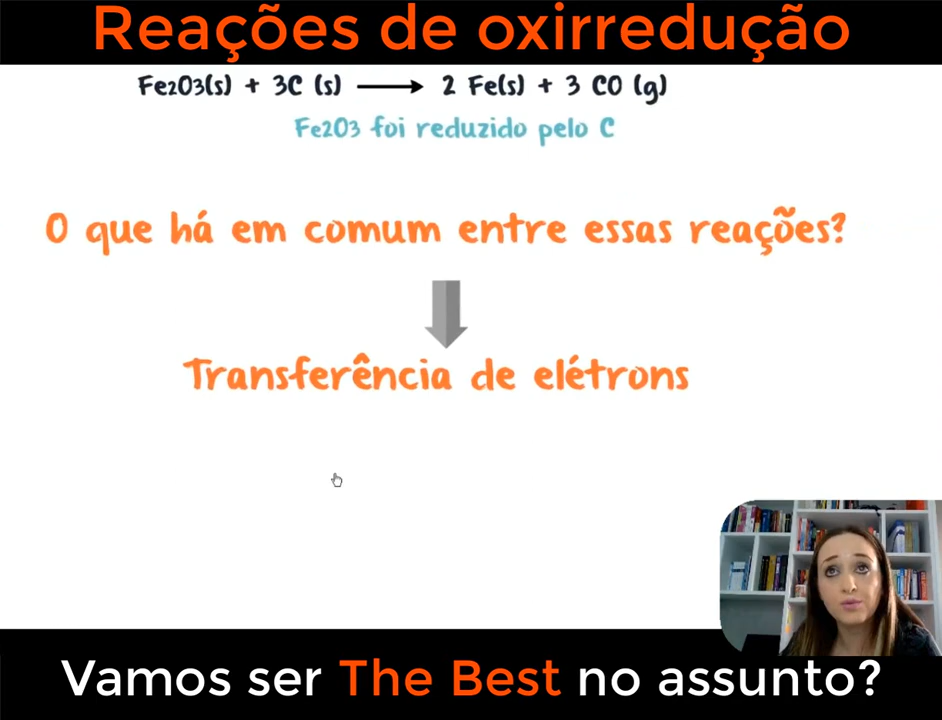 Reações de oxirredução
Fe2O3(s) + 3C (s) ⟶ 2 Fe(s) + 3 CO (g)
Fe2O3 foi reduzido pelo C
O que há em comum entre essas reações?
Transferência de elétrons
Vamos ser The Best no assunto?